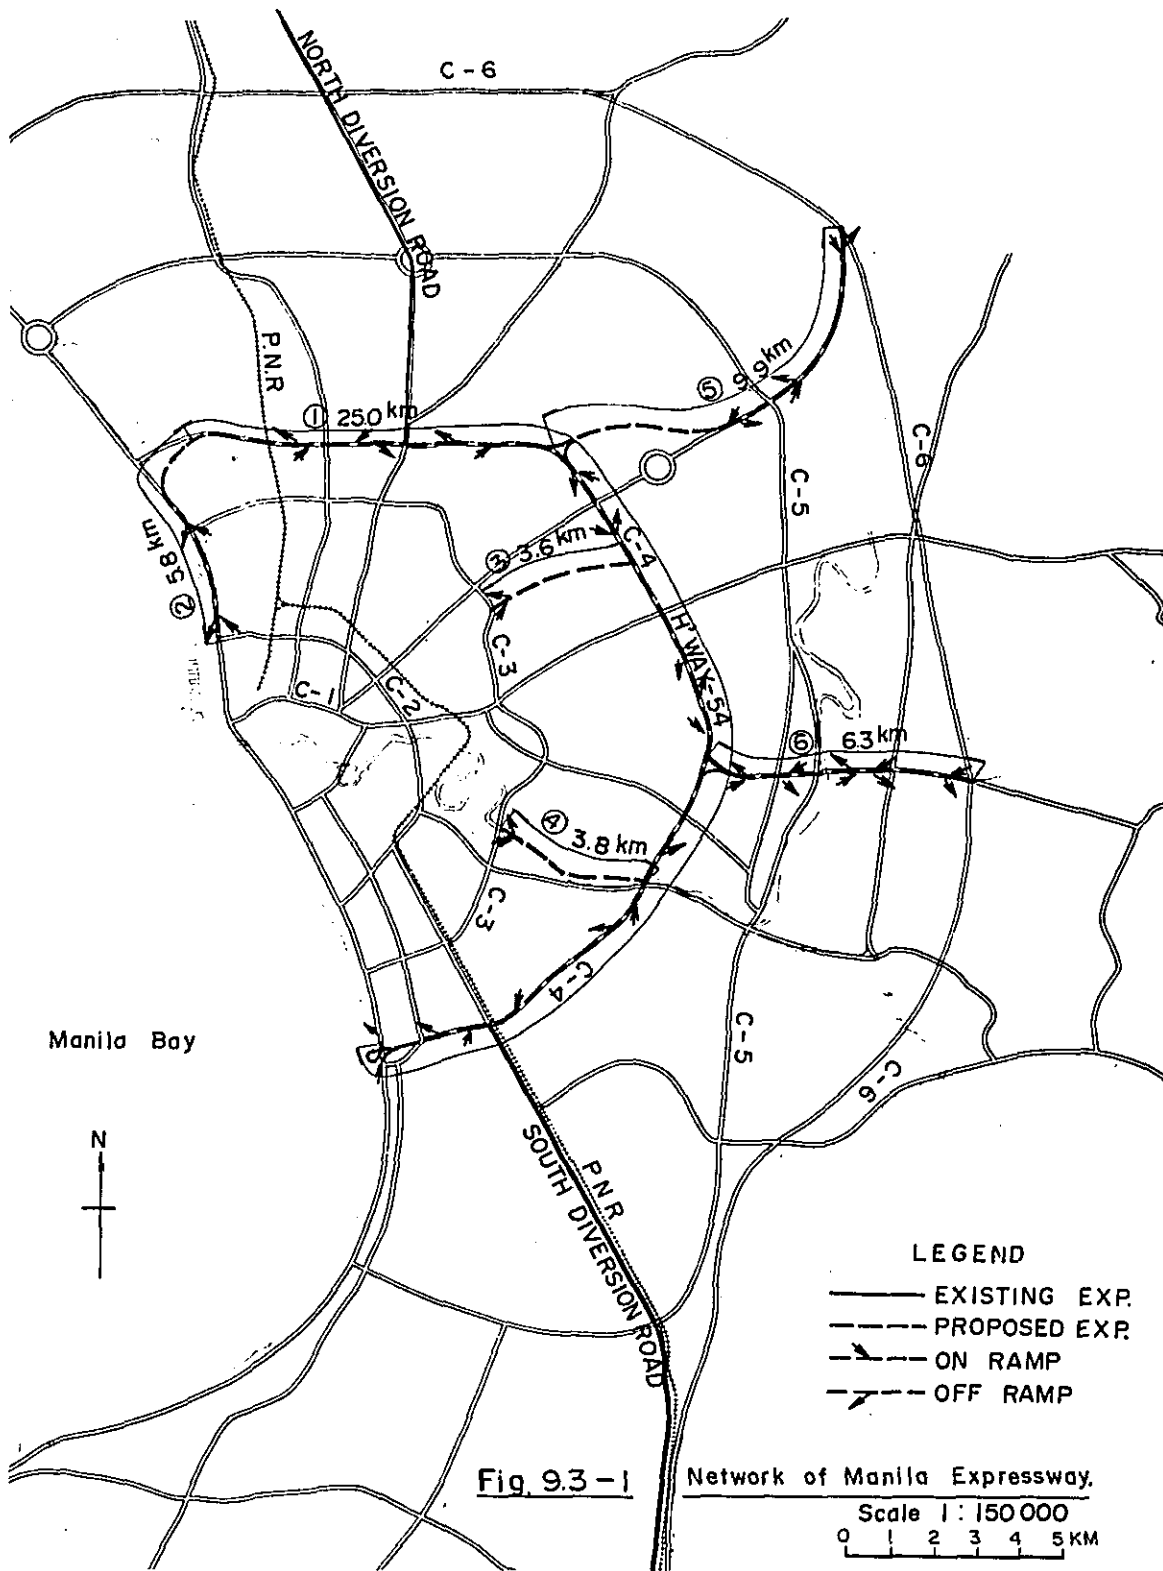 C-6
NORTH DIVERSION ROAD
P.N.R
① 25.0 km
⑤ 9.9 km
C-6
C-5
② 5.8 km
③ 3.6 km
C-4
H'WAY-54
C-3
C-1
C-2
⑥ 6.3 km
④ 3.8 km
C-3
C-4
Manila Bay
C-5
C-6
N
P N R
SOUTH DIVERSION ROAD
LEGEND
EXISTING EXP.
PROPOSED EXP.
ON RAMP
OFF RAMP
Fig. 9.3-1 Network of Manila Expressway.
Scale 1:150000
0 1 2 3 4 5 KM